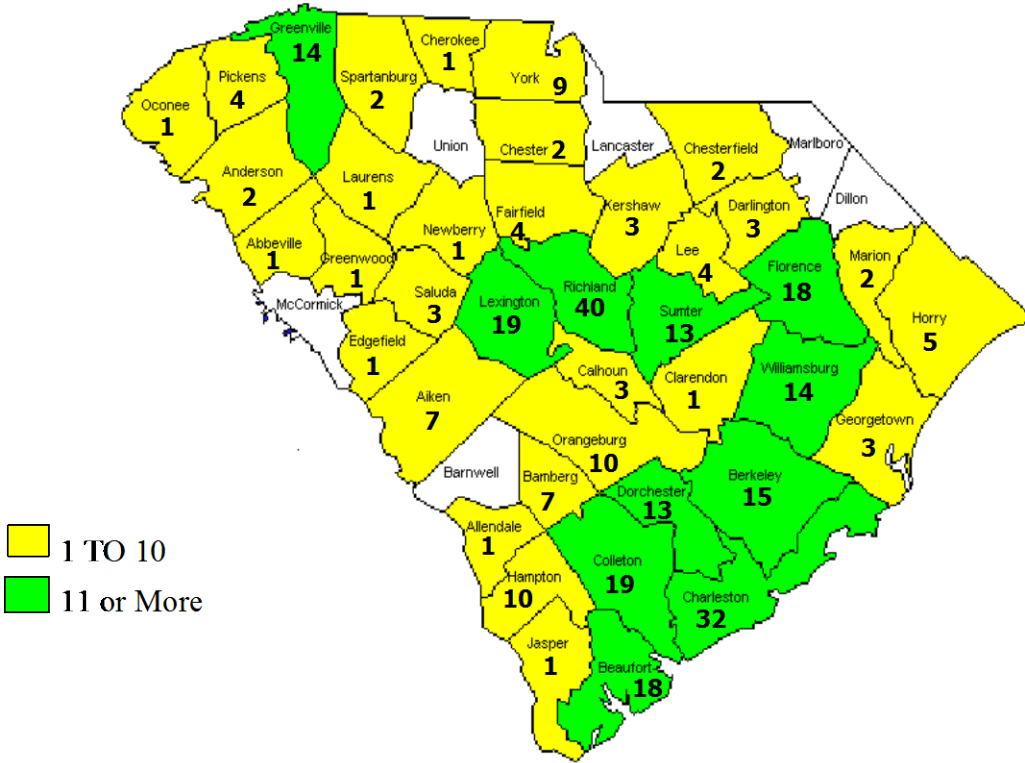 Greenville
14
Cherokee
1
Pickens
4
Spartanburg
2
York 9
Oconee
1
Union
Chester 2
Lancaster
Chesterfield
2
Marlboro
Anderson
2
Laurens
1
Dillon
Fairfield
4
Kershaw
3
Darlington
3
Abbeville
1
Newberry
1
Lee
4
Marion
2
Greenwood
1
Florence
18
Saluda
3
Lexington
19
Richland
40
McCormick
Sumter
13
Horry
5
Edgefield
1
Calhoun
3
Clarendon
1
Williamsburg
14
Aiken
7
Georgetown
3
Orangeburg
10
Barnwell
Bamberg
7
Berkeley
15
Dorchester
13
Allendale
1
1 TO 10
Colleton
19
Hampton
10
11 or More
Charleston
32
Jasper
1
Beaufort
18